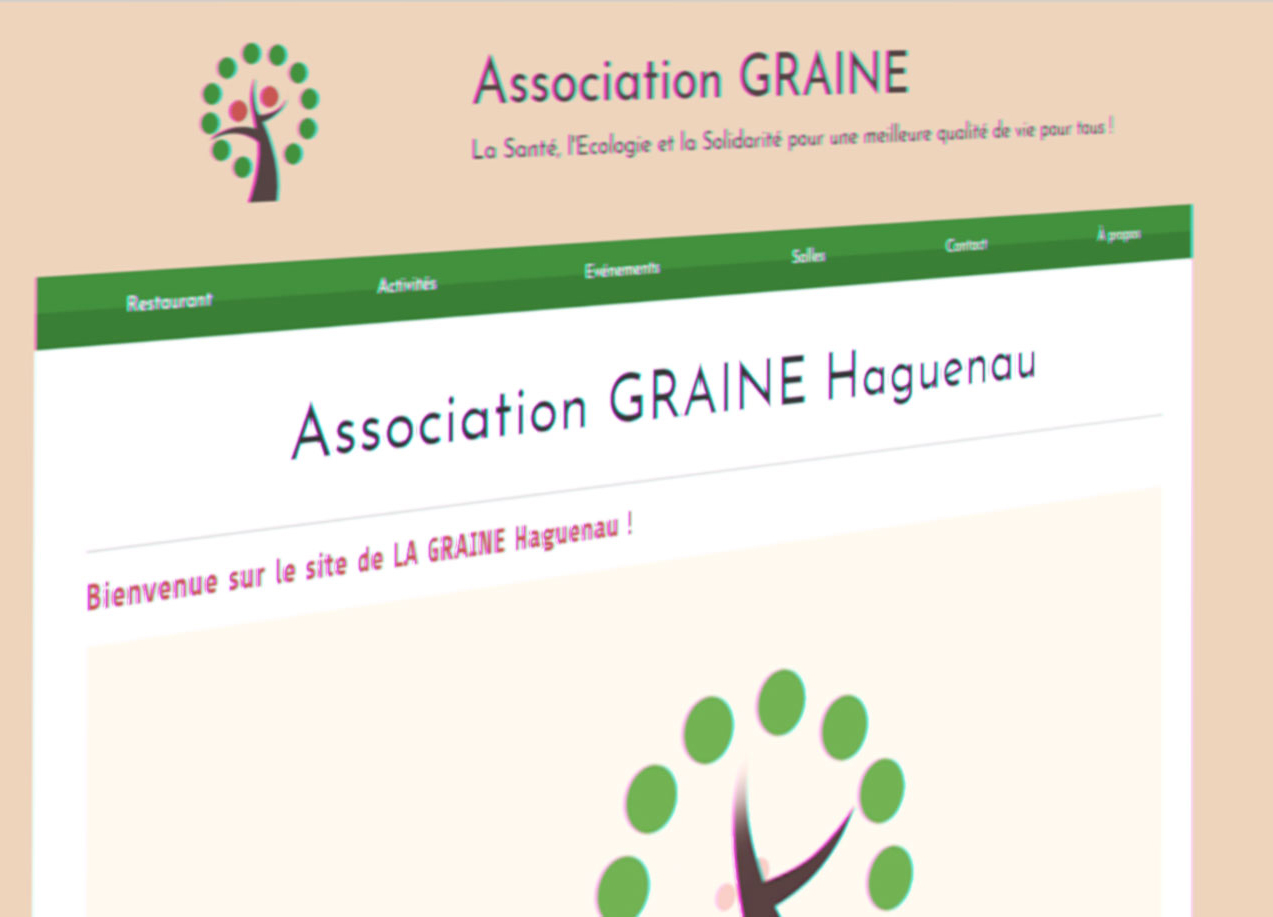 Association GRAINE
La Santé, l'Ecologie et la Solidarité pour une meilleure qualité de vie pour tous !
Restaurant Activités Evénements Salles Contact À propos
Association GRAINE Haguenau
Bienvenue sur le site de LA GRAINE Haguenau !